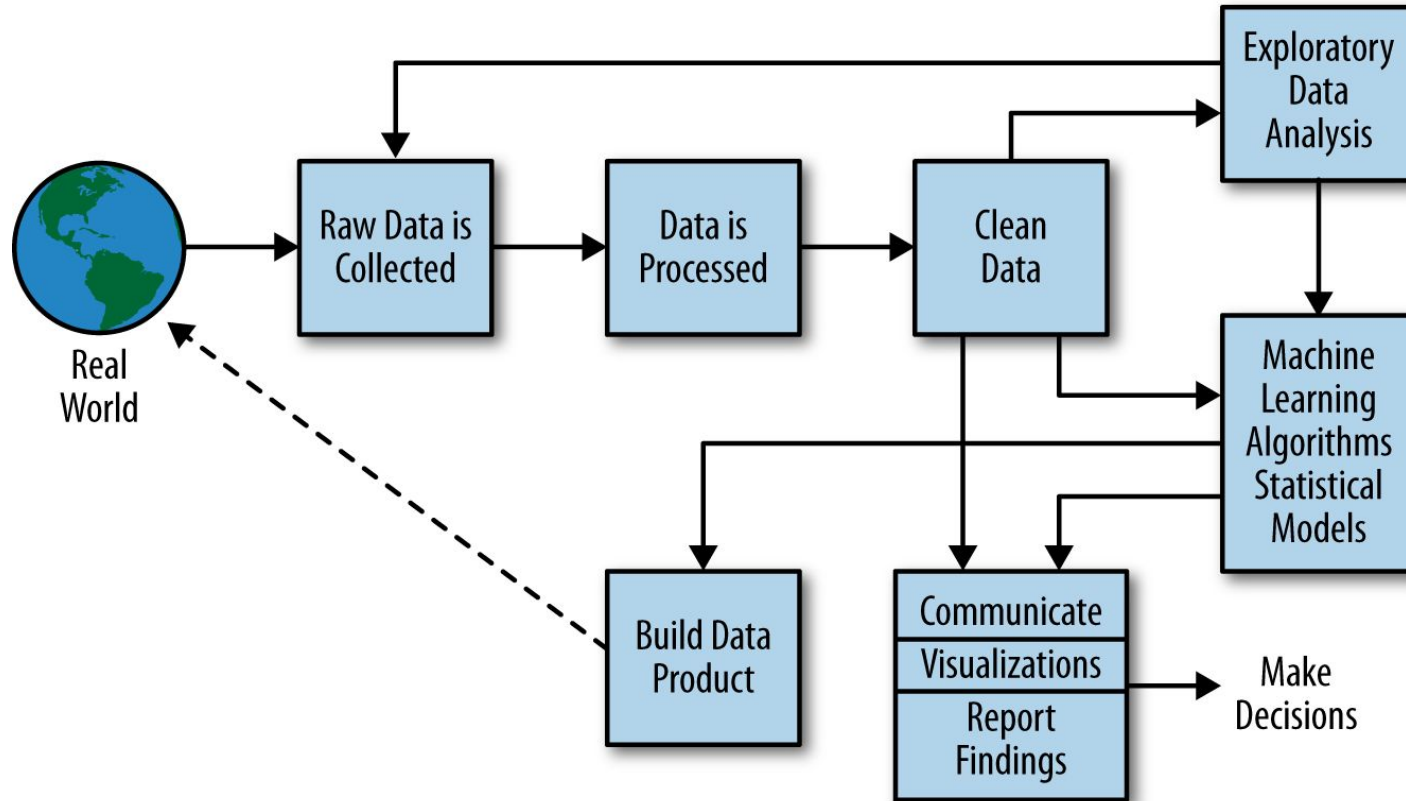 Exploratory
Data
Analysis
Raw Data is
Collected
Data is
Processed
Clean
Data
Real
World
Machine
Learning
Algorithms
Statistical
Models
Build Data
Product
Communicate
Visualizations
Report
Findings
Make
Decisions